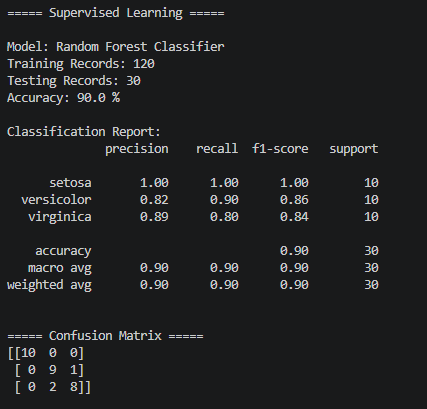 ===== Supervised Learning =====
Model: Random Forest Classifier
Training Records: 120
Testing Records: 30
Accuracy: 90.0 %
Classification Report:
precision recall f1-score support
setosa 1.00 1.00 1.00 10
versicolor 0.82 0.90 0.86 10
virginica 0.89 0.80 0.84 10
accuracy 0.90 30
macro avg 0.90 0.90 0.90 30
weighted avg 0.90 0.90 0.90 30
===== Confusion Matrix =====
[[10 0 0]
[ 0 9 1]
[ 0 2 8]]